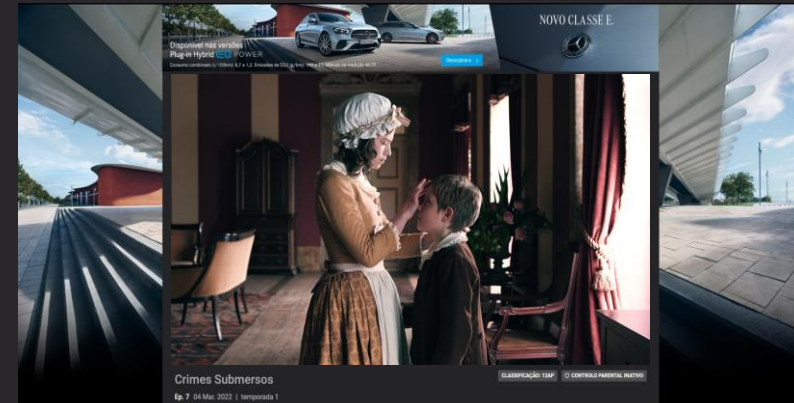 NOVO CLASSE E.
Disponível nas versões
Plug-in Hybrid EQ POWER
Descubra-o >
Crimes Submersos
CLASSIFICAÇÃO: 12AP
CONTROLO PARENTAL INATIVO
Ep. 7 04 Mar. 2022 | temporada 1